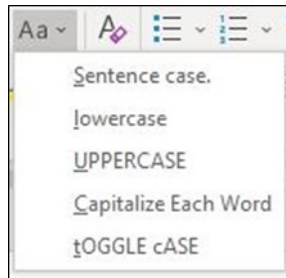 Aa
Sentence case.
lowercase
UPPERCASE
Capitalize Each Word
tOGGLE cASE